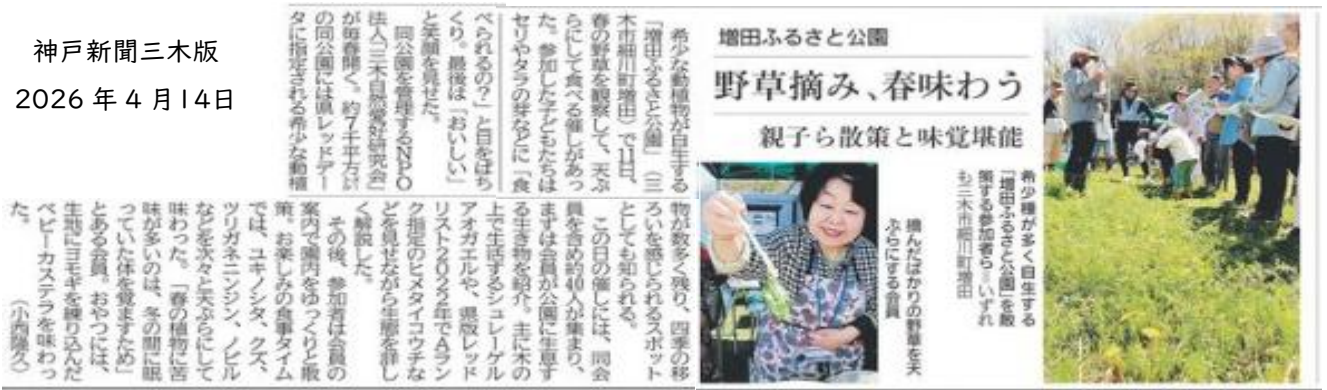 神戸新聞三木版
2026年4月14日
増田ふるさと公園
野草摘み、春味わう
親子ら散策と味覚堪能
希少種が多く自生する
「増田ふるさと公園」を散
策する参加者ら=いずれ
も三木市細川町増田
摘んだばかりの野草を天
ぷらにする会員
希少な動植物が自生する
「増田ふるさと公園」(三
木市細川町増田)で11日、
春の野草を観察して、天ぷ
らにして食べる催しがあっ
た。参加した子どもたちは
セリやタラの芽などに「食
べられるの?」と目をぱち
くり。最後は「おいしい」
と笑顔を見せた。
同公園を管理するNPO
法人「三木自然愛好研究会」
が毎春開く。約7千平方㍍
の同公園には県レッドデー
タに指定される希少な動植
物が数多く残り、四季の移
ろいを感じられるスポット
としても知られる。
この日の催しには、同会
員を含め約40人が集まり、
まずは会員が公園に生息す
る生き物を紹介。主に木の
上で生活するシュレーゲル
アオガエルや、県版レッド
リスト2022年でAラン
ク指定のヒメタイコウチな
どを見せながら生態を詳し
く解説した。
その後、参加者は会員の
案内で園内をゆっくりと散
策。お楽しみの食事タイム
では、ユキノシタ、クズ、
ツリガネニンジン、ノビル
などを次々と天ぷらにして
味わった。「春の植物に苦
味が多いのは、冬の間に眠
っていた体を覚ますため」
とある会員。おやつには、
生地にヨモギを練り込んだ
ベビーカステラを味わっ
た。
(小西隆久)